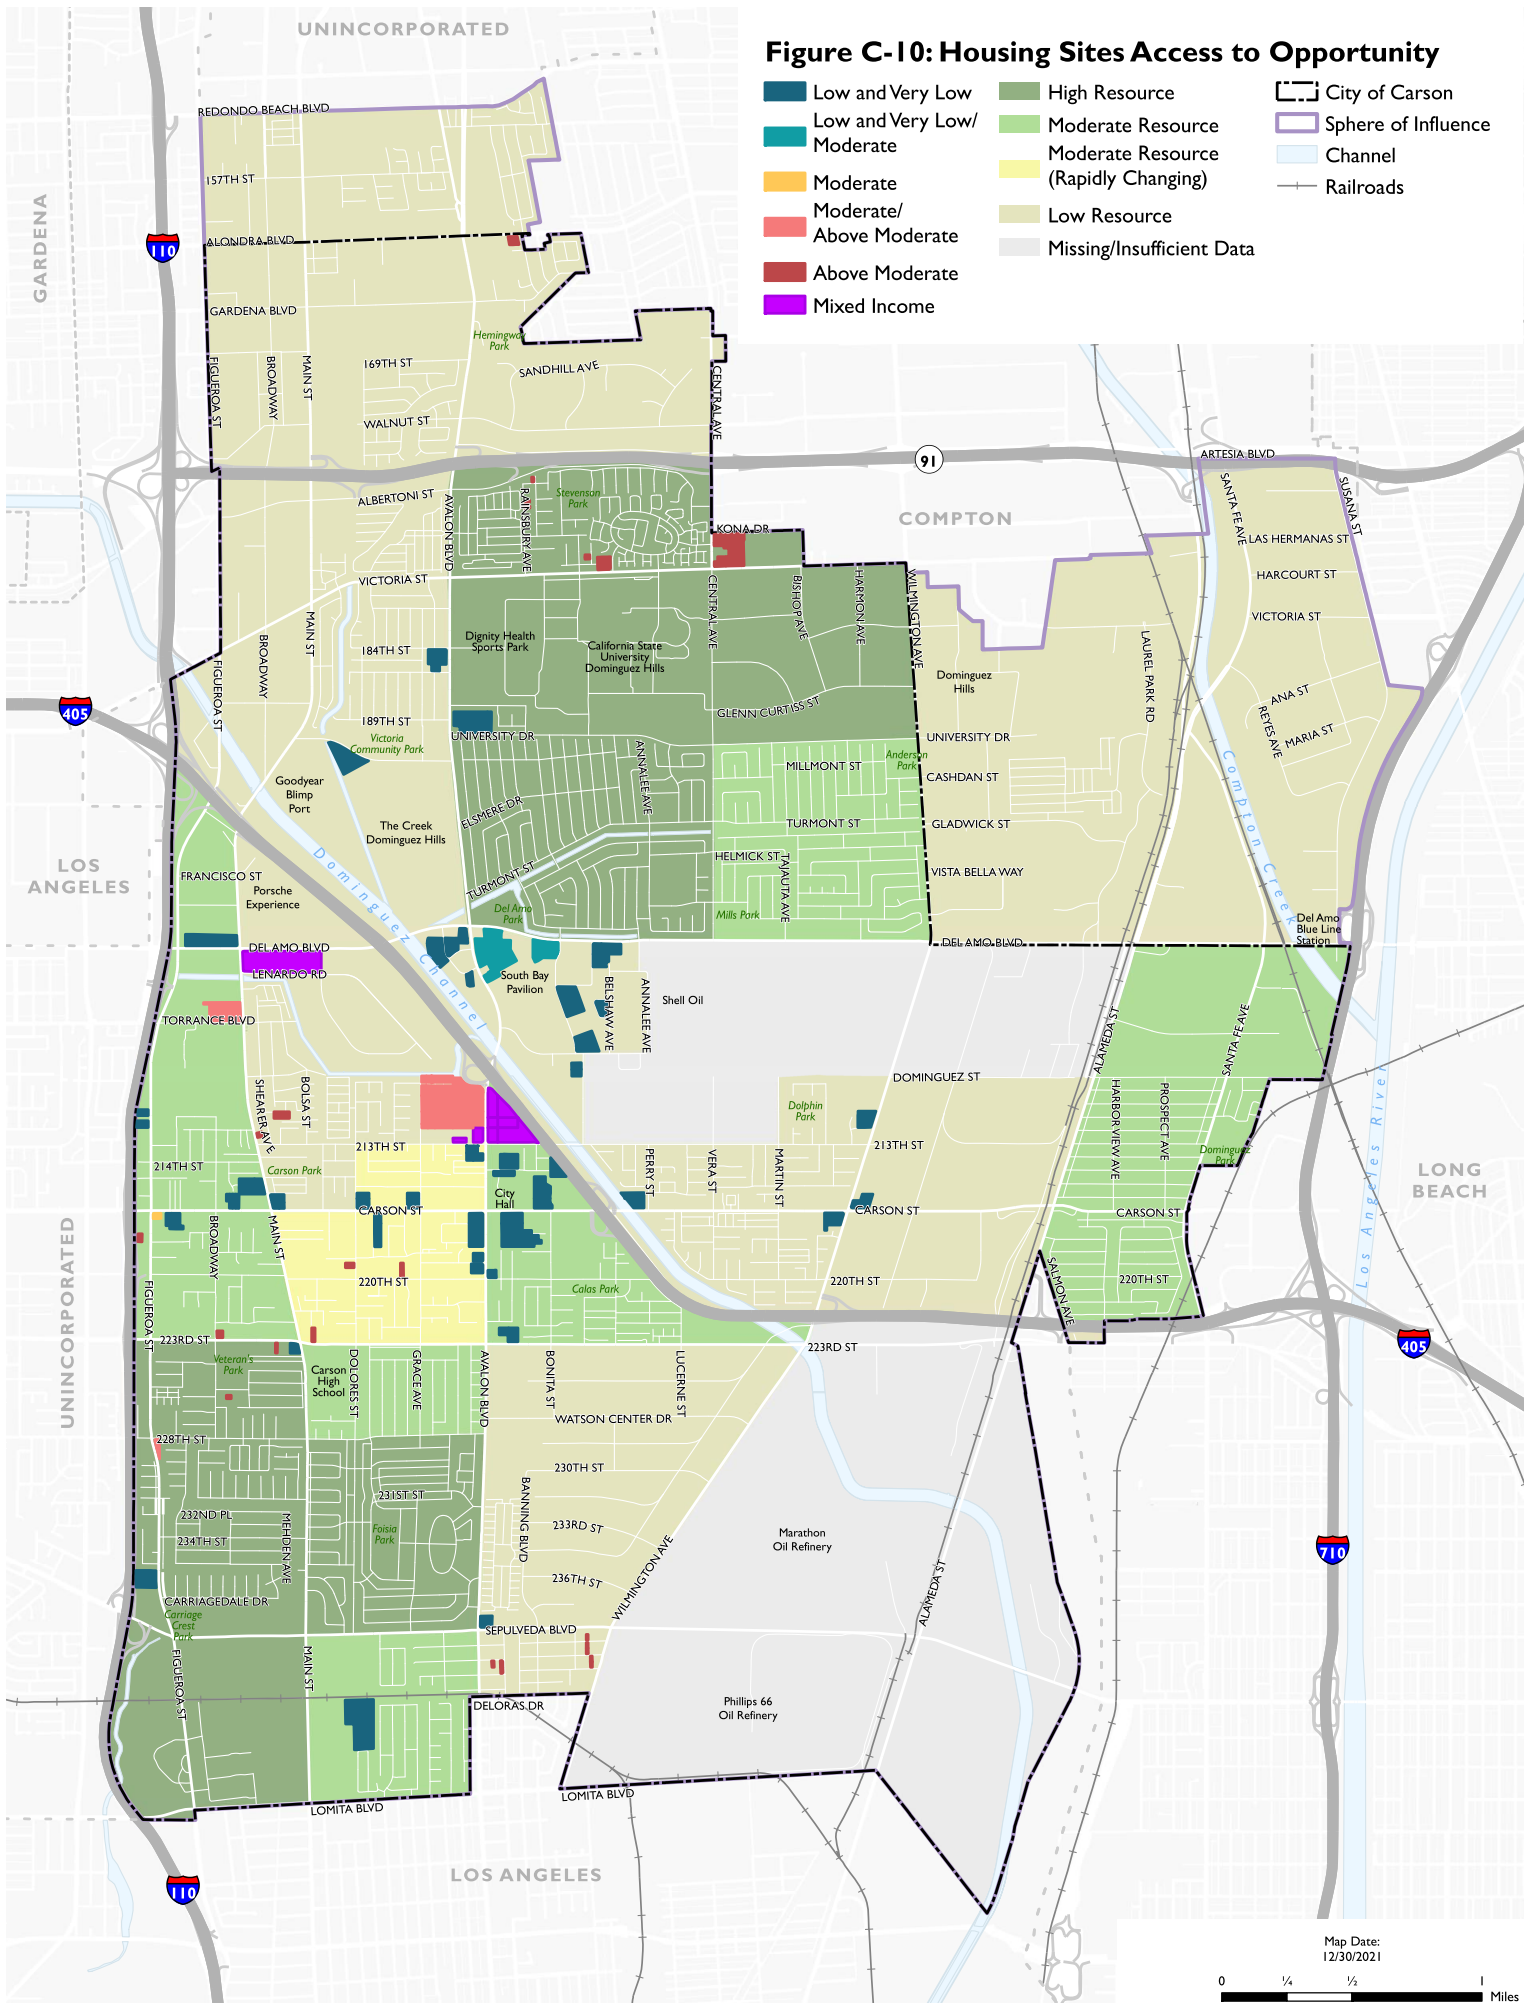 Figure C-10: Housing Sites Access to Opportunity
Low and Very Low
Low and Very Low/
Moderate
Moderate
Moderate/
Above Moderate
Above Moderate
Mixed Income
High Resource
Moderate Resource
Moderate Resource
(Rapidly Changing)
Low Resource
Missing/Insufficient Data
City of Carson
Sphere of Influence
Channel
Railroads
UNINCORPORATED
REDONDO BEACH BLVD
157TH ST
GARDENA
ALONDRA BLVD
110
GARDENA BLVD
Hemingway
Park
169TH ST
SANDHILL AVE
FIGUEROA ST
BROADWAY
MAIN ST
CENTRAL AVE
WALNUT ST
91
ARTESIA BLVD
ALBERTONI ST
AVALON BLVD
RAINSBURY AVE
Stevenson
Park
COMPTON
KONA DR
SANTA FE AVE
SUSANA ST
LAS HERMANAS ST
VICTORIA ST
HARCOURT ST
CENTRAL AVE
BISHOP AVE
HARMON AVE
WILMINGTON AVE
VICTORIA ST
MAIN ST
BROADWAY
184TH ST
Dignity Health
Sports Park
California State
University
Dominguez Hills
Dominguez
Hills
LAUREL PARK RD
FIGUEROA ST
405
189TH ST
Victoria
Community Park
UNIVERSITY DR
GLENN CURTISS ST
ANA ST
REYES AVE
MARIA ST
UNIVERSITY DR
Goodyear
Blimp
Port
ANNALEE AVE
MILLMONT ST
Anderson
Park
CASHDAN ST
Compton Creek
The Creek
Dominguez Hills
ELSMERE DR
TURMONT ST
GLADWICK ST
LOS
ANGELES
Dominguez Channel
FRANCISCO ST
Porsche
Experience
TURMONT ST
HELMICK ST
TAJAUTA AVE
VISTA BELLA WAY
Del Amo
Park
Mills Park
Del Amo
Blue Line
Station
DEL AMO BLVD
DEL AMO BLVD
LENARDO RD
South Bay
Pavilion
BELSHAW AVE
ANNALEE AVE
Shell Oil
TORRANCE BLVD
ALAMEDA ST
SANTA FE AVE
SHEARER AVE
BOLSA ST
DOMINGUEZ ST
HARBOR VIEW AVE
PROSPECT AVE
Dolphin
Park
213TH ST
213TH ST
Dominguez
Park
Los Angeles River
LONG
BEACH
214TH ST
Carson Park
City
Hall
PERRY ST
VERA ST
MARTIN ST
CARSON ST
CARSON ST
CARSON ST
UNINCORPORATED
BROADWAY
MAIN ST
220TH ST
Calas Park
220TH ST
SALMON AVE
220TH ST
FIGUEROA ST
223RD ST
223RD ST
405
Veteran's
Park
Carson
High
School
DOLORES ST
GRACE AVE
AVALON BLVD
BONITA ST
LUCERNE ST
WATSON CENTER DR
228TH ST
230TH ST
231ST ST
BANNING BLVD
232ND PL
MEHDEN AVE
Foisia
Park
233RD ST
234TH ST
Marathon
Oil Refinery
710
236TH ST
WILMINGTON AVE
ALAMEDA ST
CARRIAGEDALE DR
Carriage
Crest
Park
SEPULVEDA BLVD
FIGUEROA ST
MAIN ST
DELORAS DR
Phillips 66
Oil Refinery
LOMITA BLVD
LOMITA BLVD
LOS ANGELES
110
Map Date:
12/30/2021
0 ¼ ½ 1
Miles